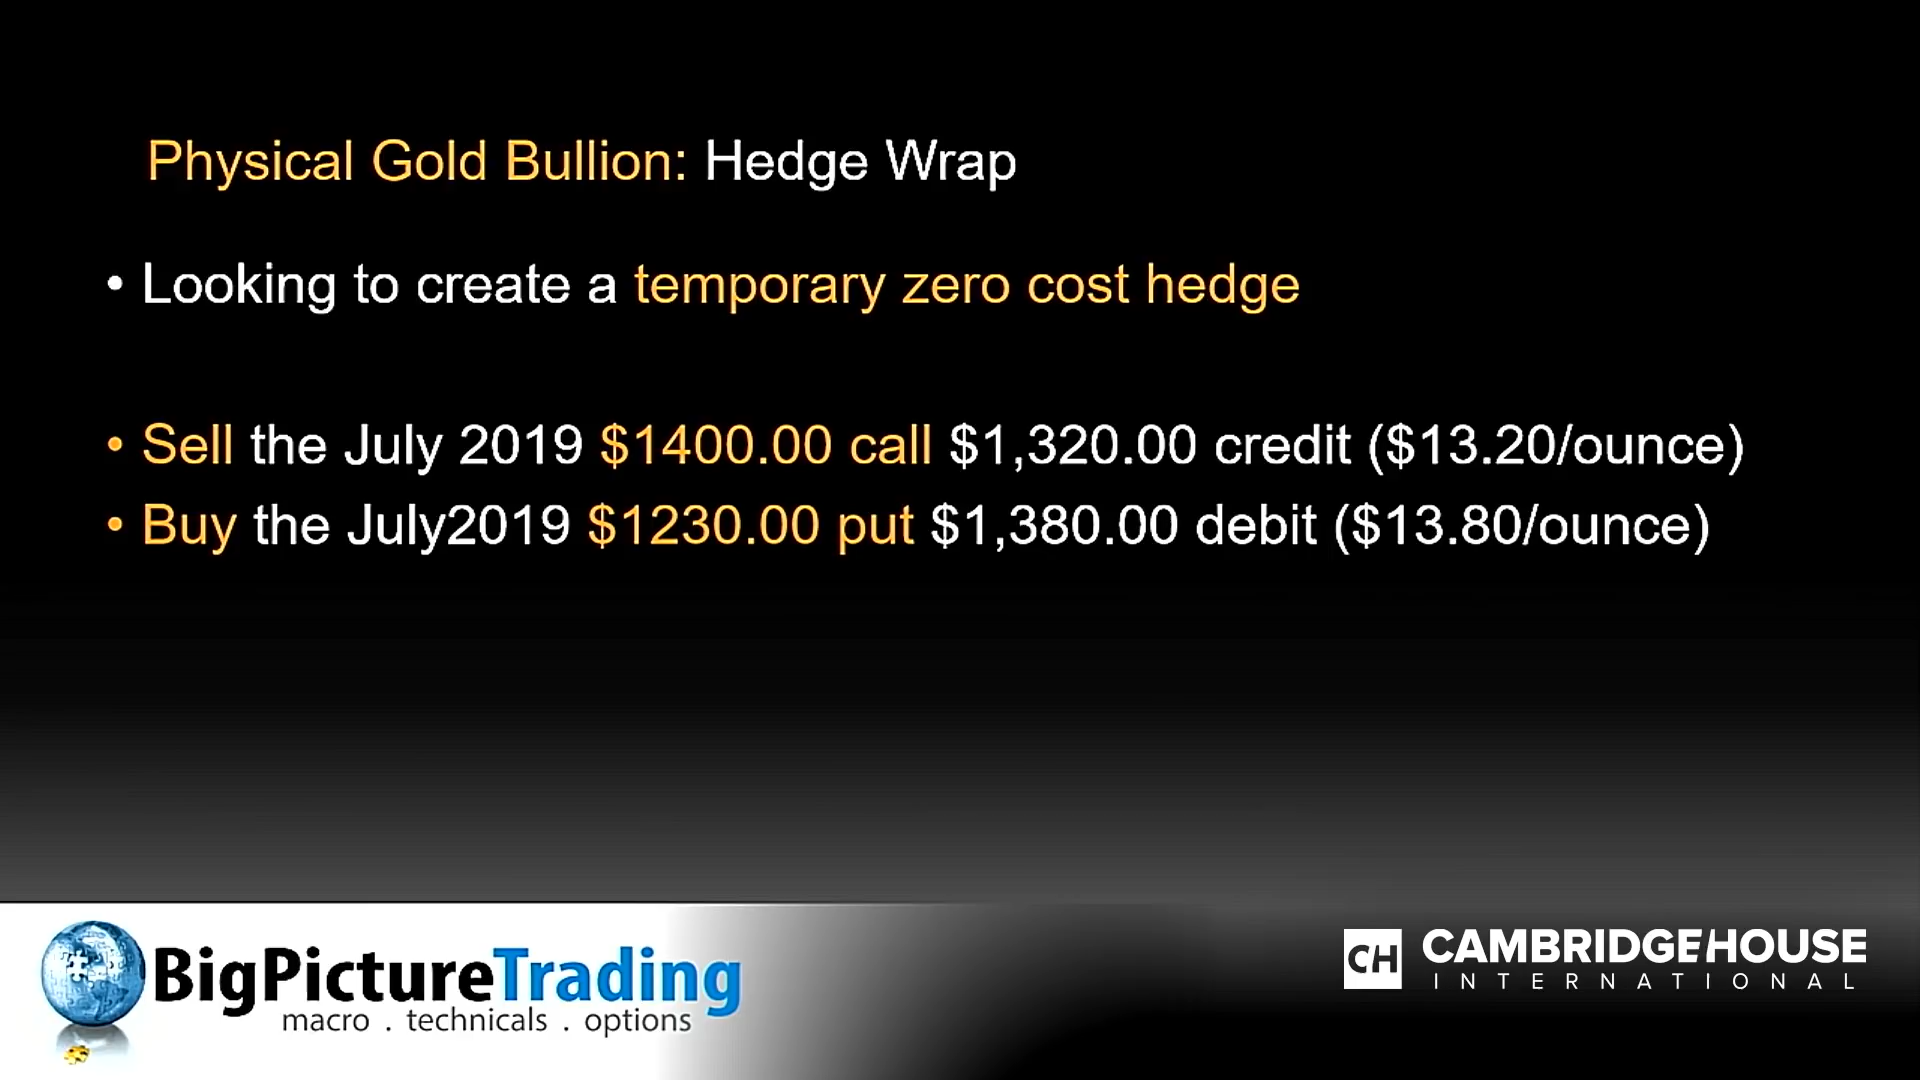 Physical Gold Bullion: Hedge Wrap
• Looking to create a temporary zero cost hedge
• Sell the July 2019 $1400.00 call $1,320.00 credit ($13.20/ounce)
• Buy the July2019 $1230.00 put $1,380.00 debit ($13.80/ounce)
BigPictureTrading
macro . technicals . options
CH CAMBRIDGEHOUSE
INTERNATIONAL